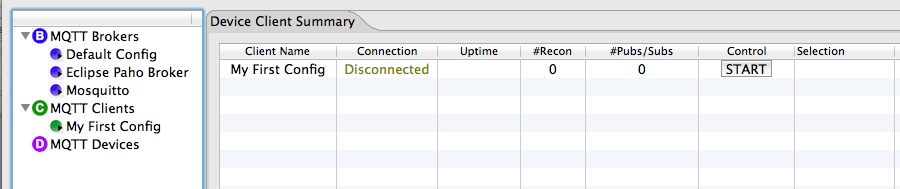 B MQTT Brokers
Default Config
Eclipse Paho Broker
Mosquitto
C MQTT Clients
My First Config
D MQTT Devices
Device Client Summary
Client Name Connection Uptime #Recon #Pubs/Subs Control Selection
My First Config Disconnected 0 0 START